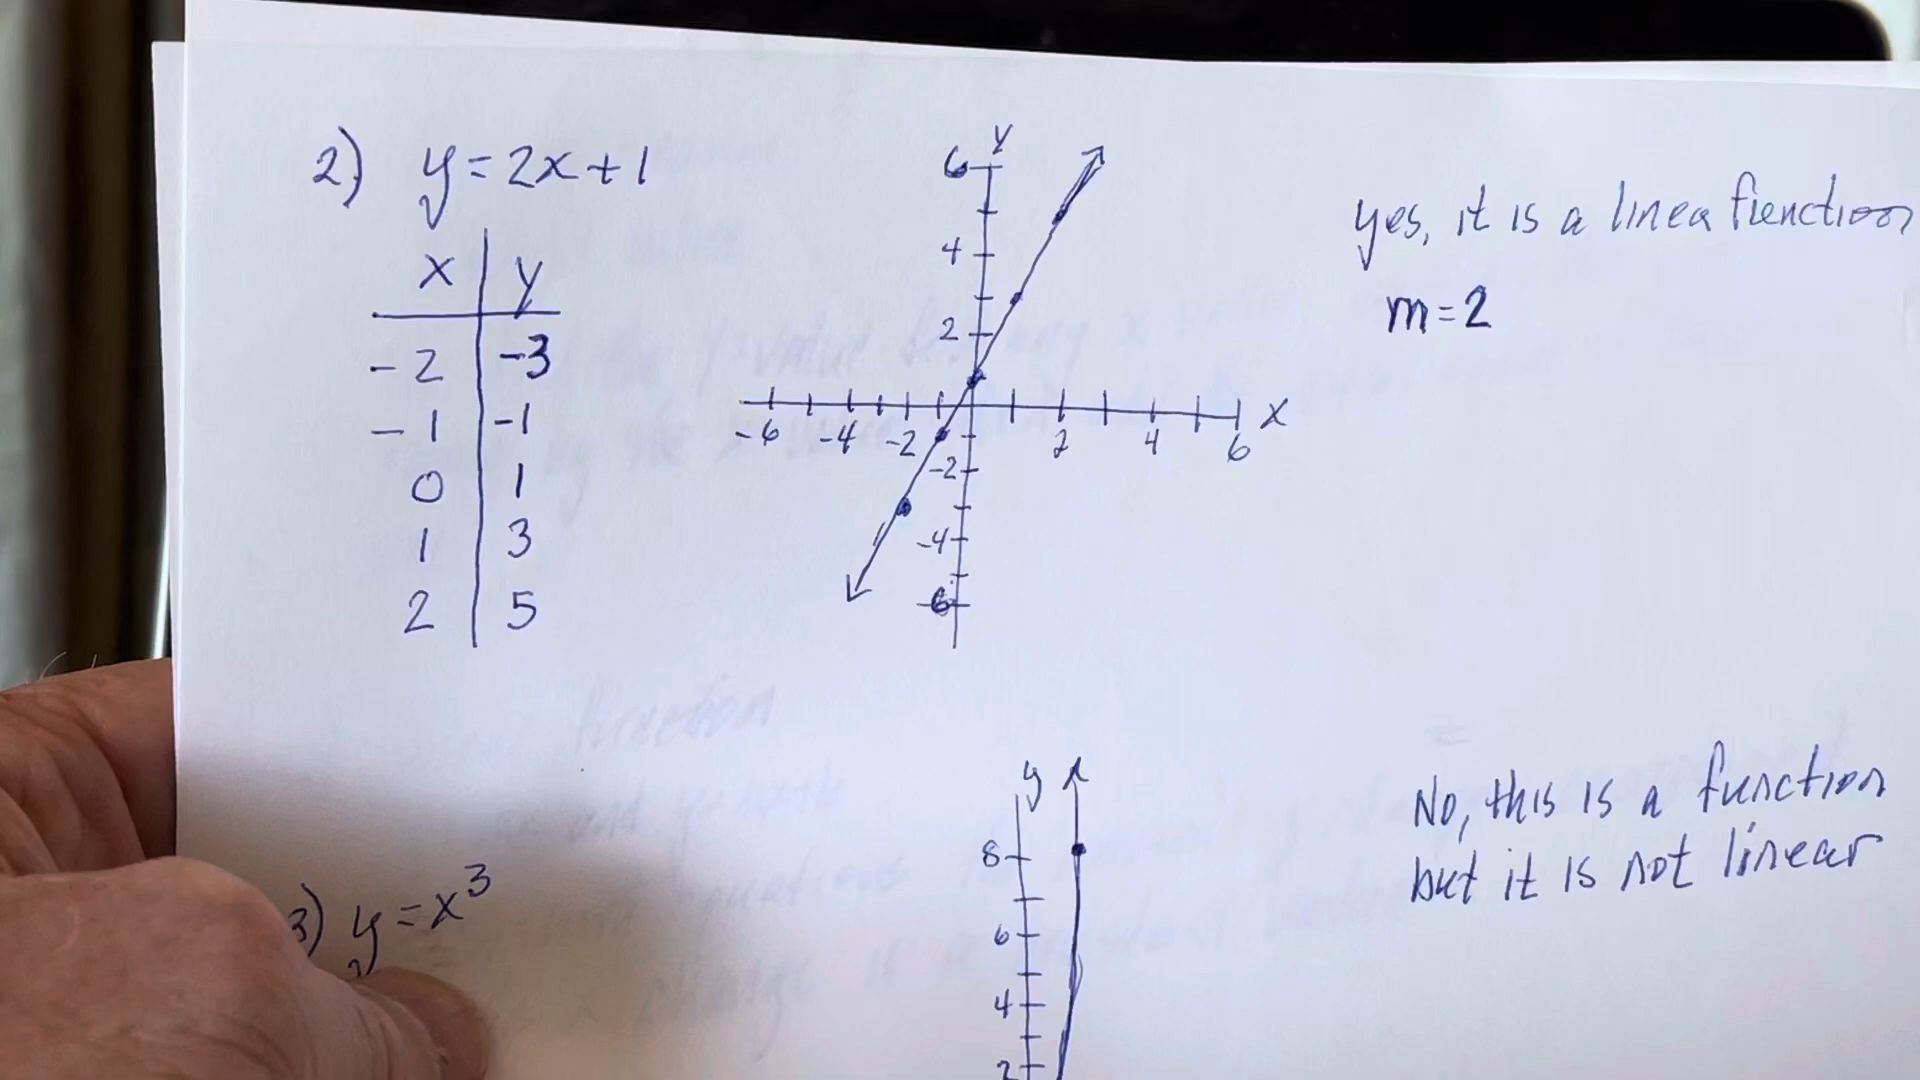 2) y = 2x + 1
x | y
-2 | -3
-1 | -1
0 | 1
1 | 3
2 | 5
y
6
4
2
-6 -4 -2 2 4 6 x
-2
-4
-6
yes, it is a linea function
m = 2
3) y = x³
y
8
6
4
2
No, this is a function
but it is not linear